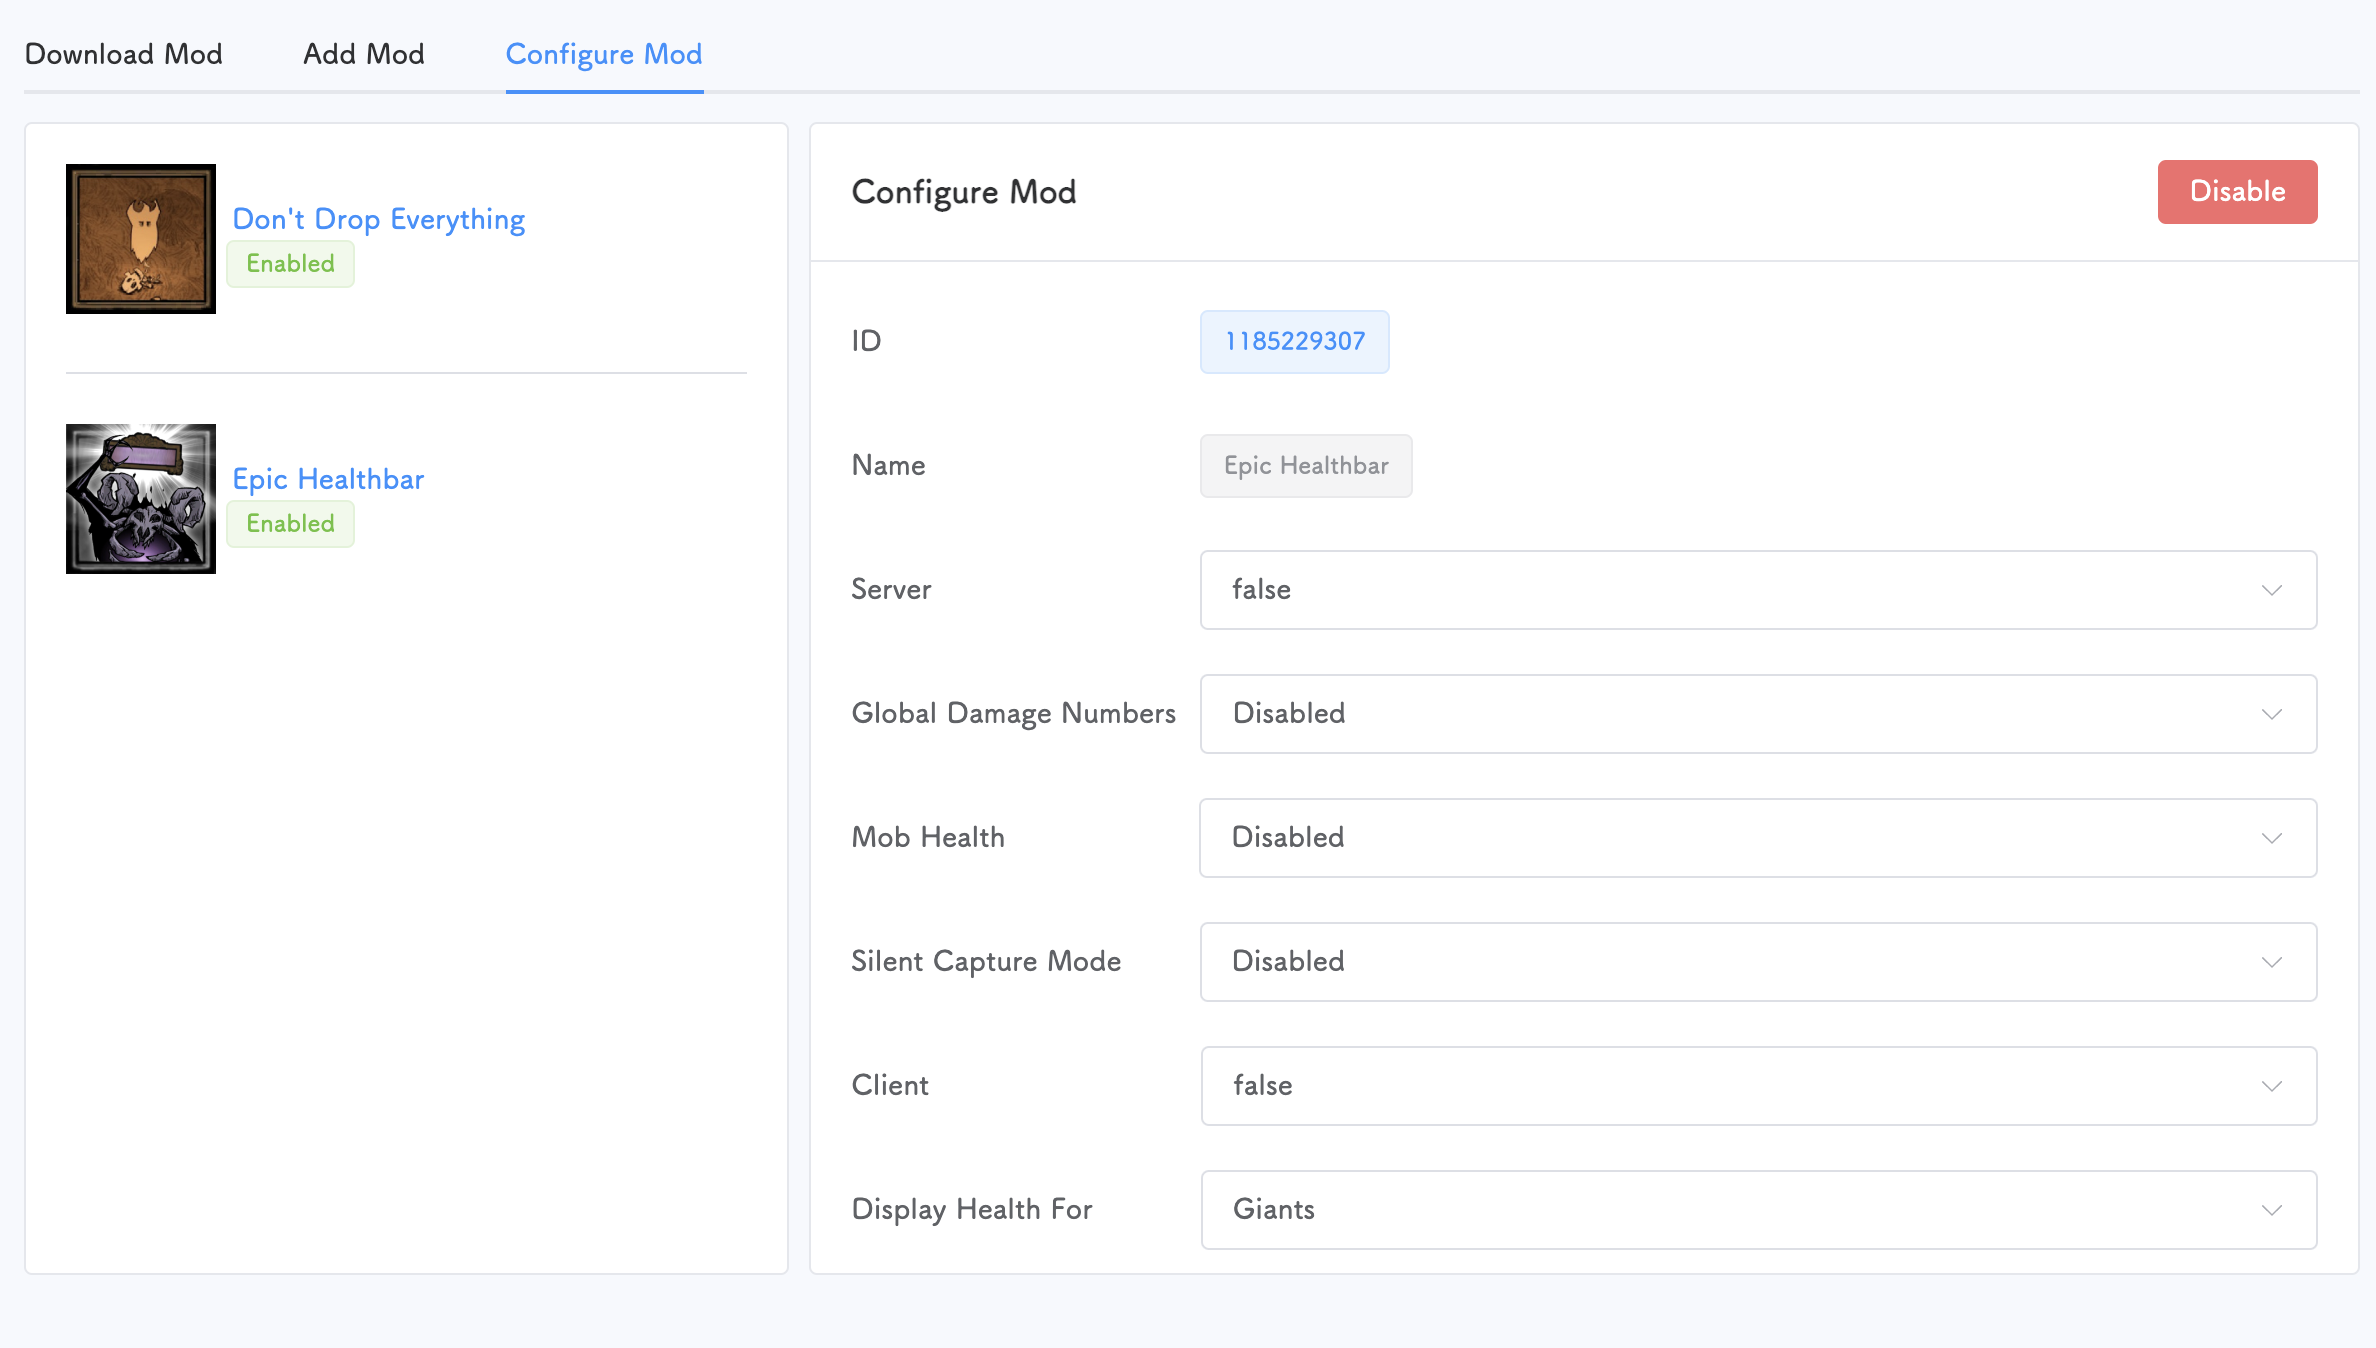 Download Mod
Add Mod
Configure Mod
Don't Drop Everything
Enabled
Epic Healthbar
Enabled
Configure Mod
Disable
ID
1185229307
Name
Epic Healthbar
Server
false
Global Damage Numbers
Disabled
Mob Health
Disabled
Silent Capture Mode
Disabled
Client
false
Display Health For
Giants